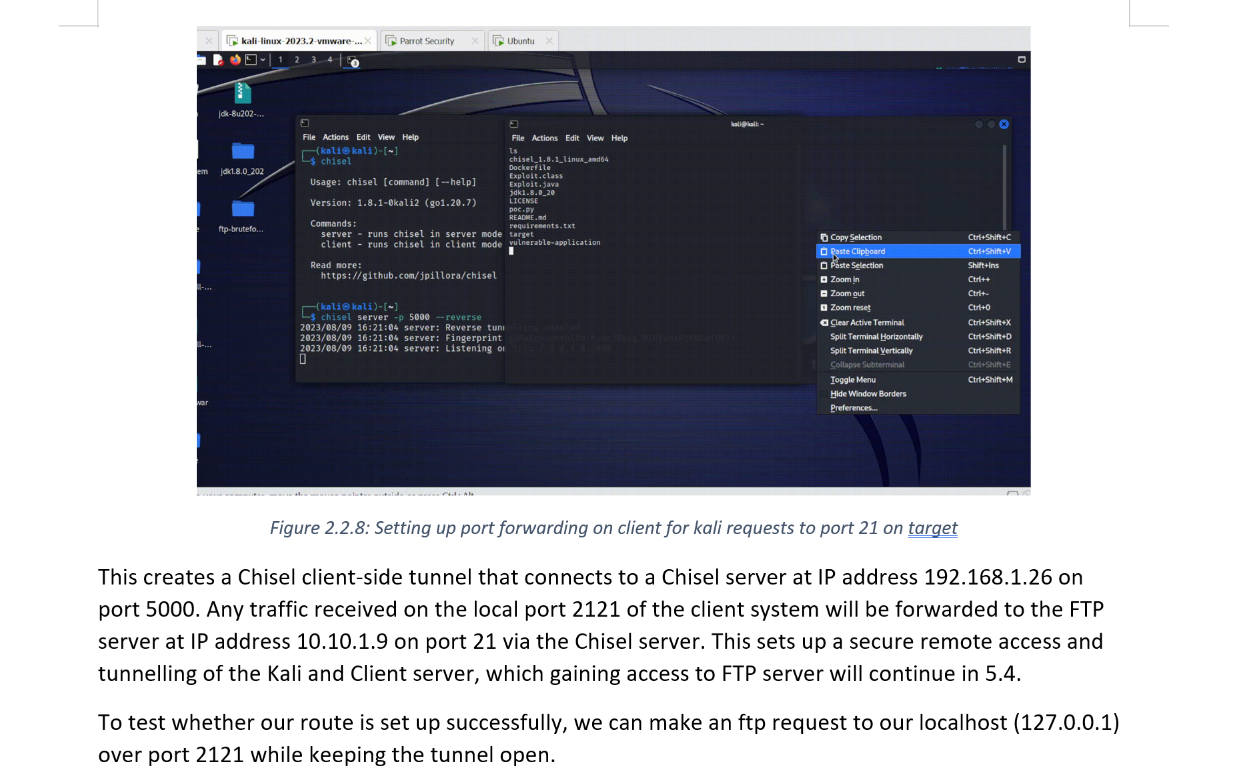 kali-linux-2023.2-vmware-...
Parrot Security
Ubuntu
1 2 3 4
jdk-8u202-...
jdk1.8.0_202
ftp-brutefo...
File Actions Edit View Help
(kali㉿kali)-[~]
$ chisel
Usage: chisel [command] [--help]
Version: 1.8.1-0kali2 (go1.20.7)
Commands:
server - runs chisel in server mode
client - runs chisel in client mode
Read more:
https://github.com/jpillora/chisel
(kali㉿kali)-[~]
$ chisel server -p 5000 --reverse
2023/08/09 16:21:04 server: Reverse tun
2023/08/09 16:21:04 server: Fingerprint
2023/08/09 16:21:04 server: Listening o
kali@kali: ~
File Actions Edit View Help
ls
chisel_1.8.1_linux_amd64
Dockerfile
Exploit.class
Exploit.java
jdk1.8.0_20
LICENSE
poc.py
README.md
requirements.txt
target
vulnerable-application
Copy Selection Ctrl+Shift+C
Paste Clipboard Ctrl+Shift+V
Paste Selection Shift+Ins
Zoom in Ctrl++
Zoom out Ctrl+-
Zoom reset Ctrl+0
Clear Active Terminal Ctrl+Shift+X
Split Terminal Horizontally Ctrl+Shift+D
Split Terminal Vertically Ctrl+Shift+R
Collapse Subterminal Ctrl+Shift+E
Toggle Menu Ctrl+Shift+M
Hide Window Borders
Preferences...
Figure 2.2.8: Setting up port forwarding on client for kali requests to port 21 on target
This creates a Chisel client-side tunnel that connects to a Chisel server at IP address 192.168.1.26 on
port 5000. Any traffic received on the local port 2121 of the client system will be forwarded to the FTP
server at IP address 10.10.1.9 on port 21 via the Chisel server. This sets up a secure remote access and
tunnelling of the Kali and Client server, which gaining access to FTP server will continue in 5.4.
To test whether our route is set up successfully, we can make an ftp request to our localhost (127.0.0.1)
over port 2121 while keeping the tunnel open.